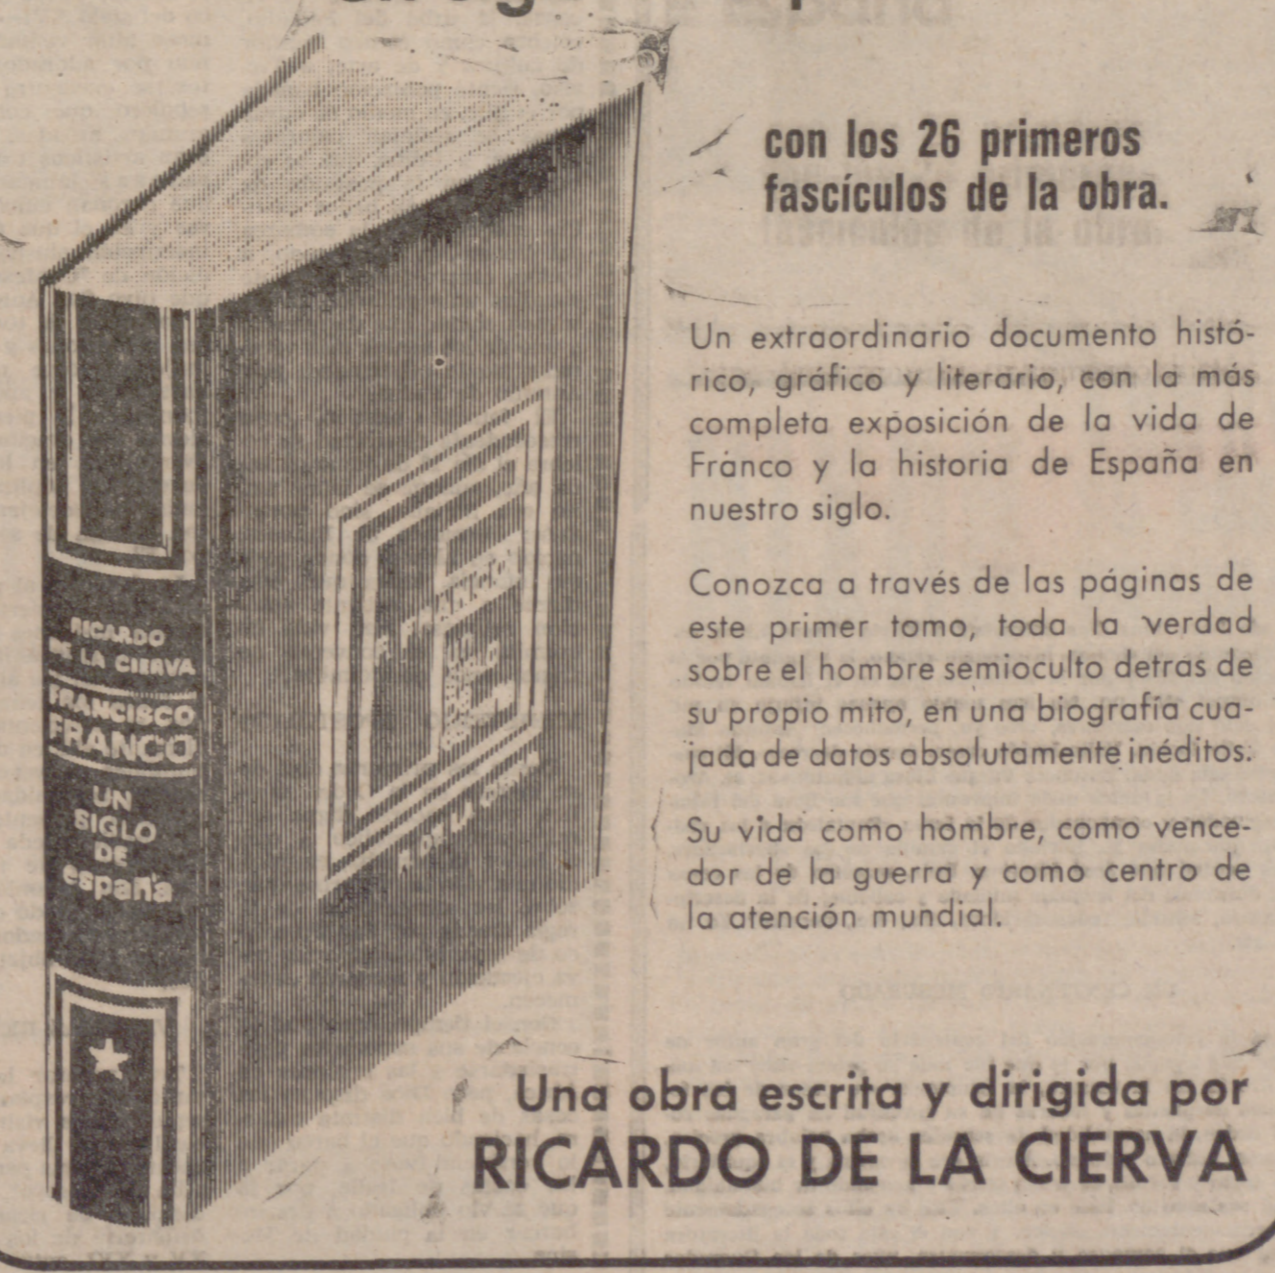 con los 26 primeros
fascículos de la obra.
Un extraordinario documento histó-
rico, gráfico y literario, con la más
completa exposición de la vida de
Franco y la historia de España en
nuestro siglo.
Conozca a través de las páginas de
este primer tomo, toda la verdad
sobre el hombre semioculto detras de
su propio mito, en una biografía cua-
jada de datos absolutamente inéditos.
Su vida como hombre, como vence-
dor de la guerra y como centro de
la atención mundial.
RICARDO
DE LA CIERVA
FRANCISCO
FRANCO
UN
SIGLO
DE
españa
F. FRANCO
UN
SIGLO
DE
R. DE LA CIERVA
Una obra escrita y dirigida por
RICARDO DE LA CIERVA